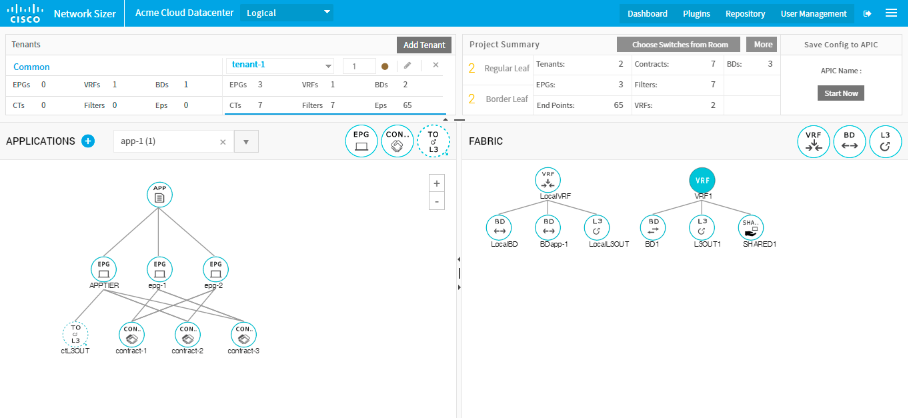 CISCO Network Sizer Acme Cloud Datacenter Logical Dashboard Plugins Repository User Management
Tenants Add Tenant
Common tenant-1 1
EPGs 0 VRFs 1 BDs 1 EPGs 3 VRFs 1 BDs 2
CTs 0 Filters 0 Eps 0 CTs 7 Filters 7 Eps 65
Project Summary Choose Switches from Room More
2 Regular Leaf
2 Border Leaf
Tenants: 2 Contracts: 7 BDs: 3
EPGs: 3 Filters: 7
End Points: 65 VRFs: 2
Save Config to APIC
APIC Name :
Start Now
APPLICATIONS + app-1 (1) × EPG CON.. TO L3
+
-
APP
EPG EPG EPG
APPTIER epg-1 epg-2
TO L3 CON.. CON.. CON..
ctL3OUT contract-1 contract-2 contract-3
FABRIC VRF BD L3
VRF VRF
LocalVRF VRF1
BD BD L3 BD L3 SHA..
LocalBD BDapp-1 LocalL3OUT BD1 L3OUT1 SHARED1